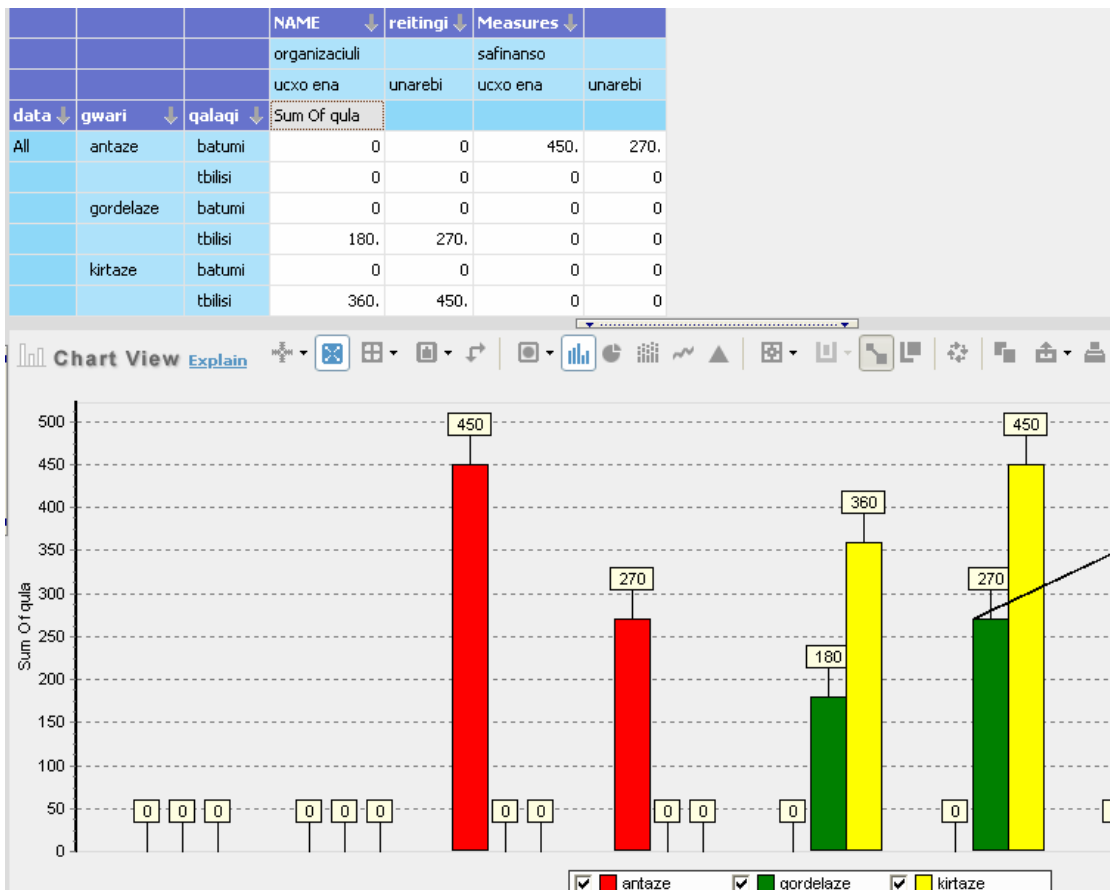 NAME reitingi Measures
organizaciuli safinanso
ucxo ena unarebi ucxo ena unarebi
data gwari qalaqi Sum Of qula
All antaze batumi 0 0 450. 270.
tbilisi 0 0 0 0
gordelaze batumi 0 0 0 0
tbilisi 180. 270. 0 0
kirtaze batumi 0 0 0 0
tbilisi 360. 450. 0 0
Chart View Explain
500
450
400
350
300
250
200
150
100
50
0
Sum Of qula
450 450
360
270 270
180
0 0 0 0 0 0 0 0 0 0 0 0
antaze gordelaze kirtaze